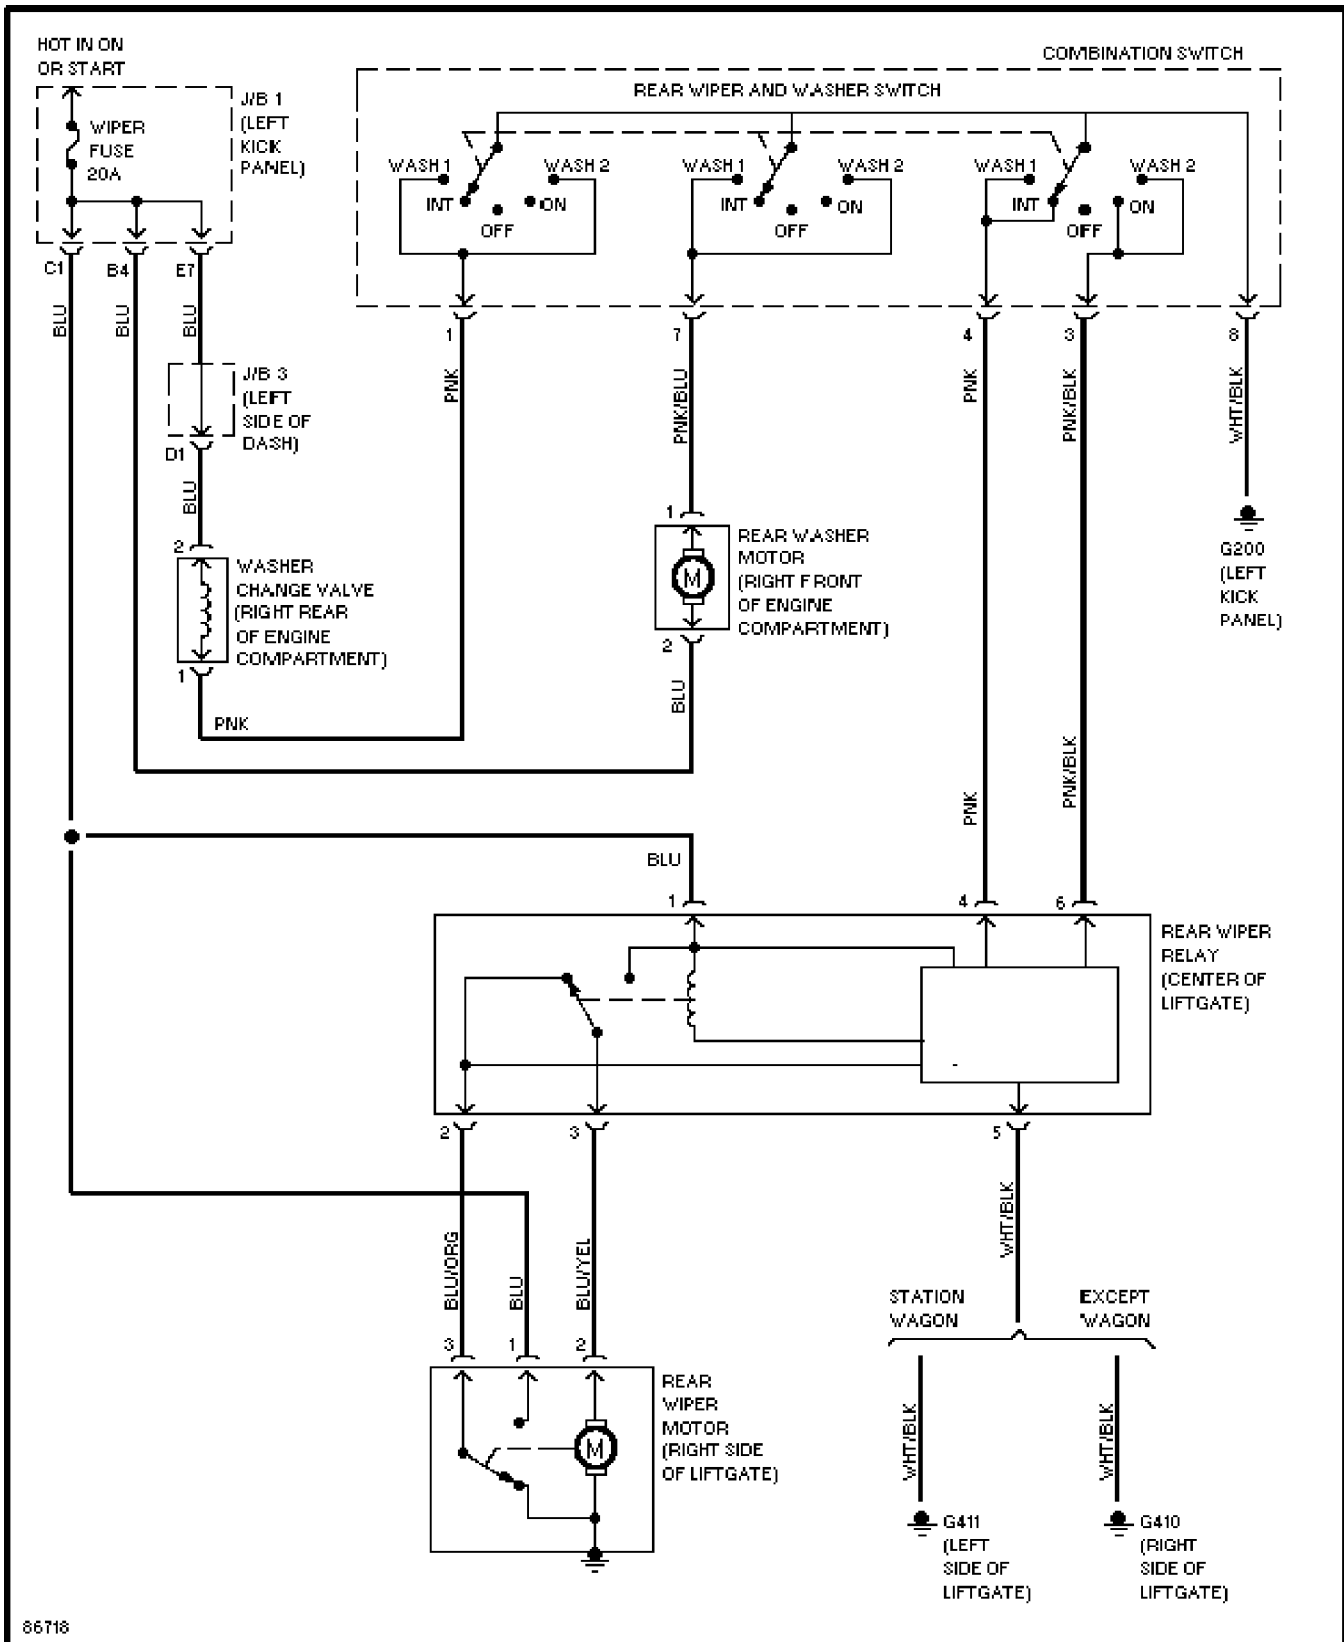 HOT IN ON
OR START
J/B 1
(LEFT
KICK
PANEL)
WIPER
FUSE
20A
C1
B4
E7
BLU
BLU
BLU
COMBINATION SWITCH
REAR WIPER AND WASHER SWITCH
WASH 1
WASH 2
INT
OFF
ON
WASH 1
WASH 2
INT
OFF
ON
WASH 1
WASH 2
INT
OFF
ON
1
7
4
3
8
PNK
PNK/BLU
PNK
PNK/BLK
WHT/BLK
J/B 3
(LEFT
SIDE OF
DASH)
D1
BLU
2
WASHER
CHANGE VALVE
(RIGHT REAR
OF ENGINE
COMPARTMENT)
1
PNK
1
M
REAR WASHER
MOTOR
(RIGHT FRONT
OF ENGINE
COMPARTMENT)
2
BLU
G200
(LEFT
KICK
PANEL)
PNK
PNK/BLK
BLU
1
4
6
REAR WIPER
RELAY
(CENTER OF
LIFTGATE)
2
3
5
BLU/ORG
BLU
BLU/YEL
WHT/BLK
3
1
2
M
REAR
WIPER
MOTOR
(RIGHT SIDE
OF LIFTGATE)
STATION
WAGON
EXCEPT
WAGON
WHT/BLK
WHT/BLK
G411
(LEFT
SIDE OF
LIFTGATE)
G410
(RIGHT
SIDE OF
LIFTGATE)
86718